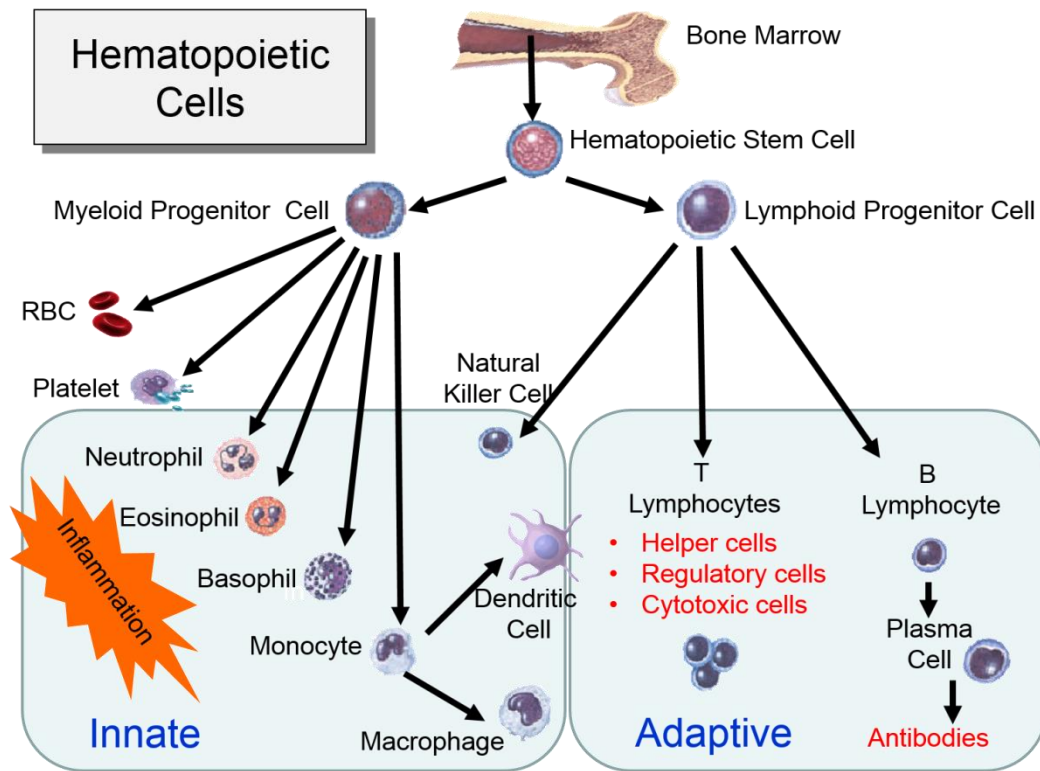 Hematopoietic
Cells
Bone Marrow
Hematopoietic Stem Cell
Myeloid Progenitor Cell
Lymphoid Progenitor Cell
RBC
Platelet
Natural
Killer Cell
Neutrophil
Eosinophil
Basophil
Monocyte
Dendritic
Cell
Macrophage
Inflammation
Innate
T
Lymphocytes
• Helper cells
• Regulatory cells
• Cytotoxic cells
B
Lymphocyte
Plasma
Cell
Antibodies
Adaptive